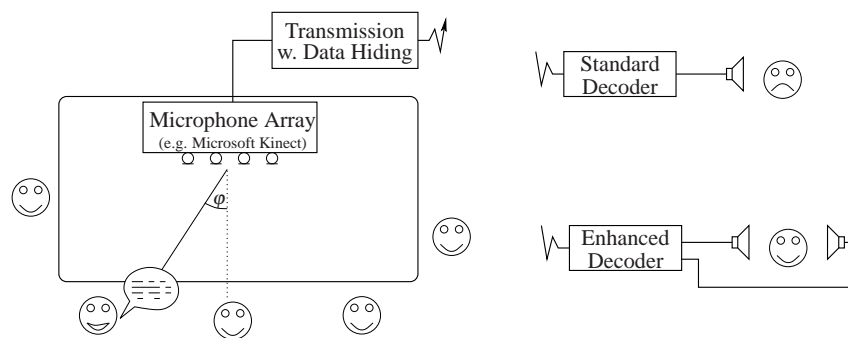 Transmission
w. Data Hiding
Microphone Array
(e.g. Microsoft Kinect)
φ
Standard
Decoder
Enhanced
Decoder